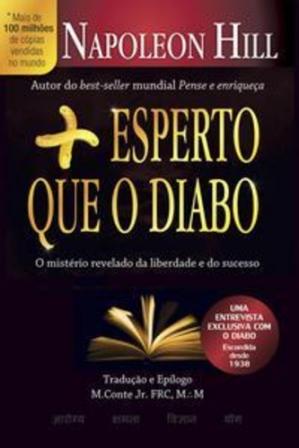 *Mais de
100 milhões
de cópias
vendidas
no mundo
NAPOLEON HILL
Autor do best-seller mundial Pense e enriqueça
+ ESPERTO
QUE O DIABO
O mistério revelado da liberdade e do sucesso
UMA
ENTREVISTA
EXCLUSIVA COM
O DIABO
Escondida
desde
1938
Tradução e Epílogo
M.Conte Jr. FRC, M∴M
आरोग्य क्षमता विज्ञान योग